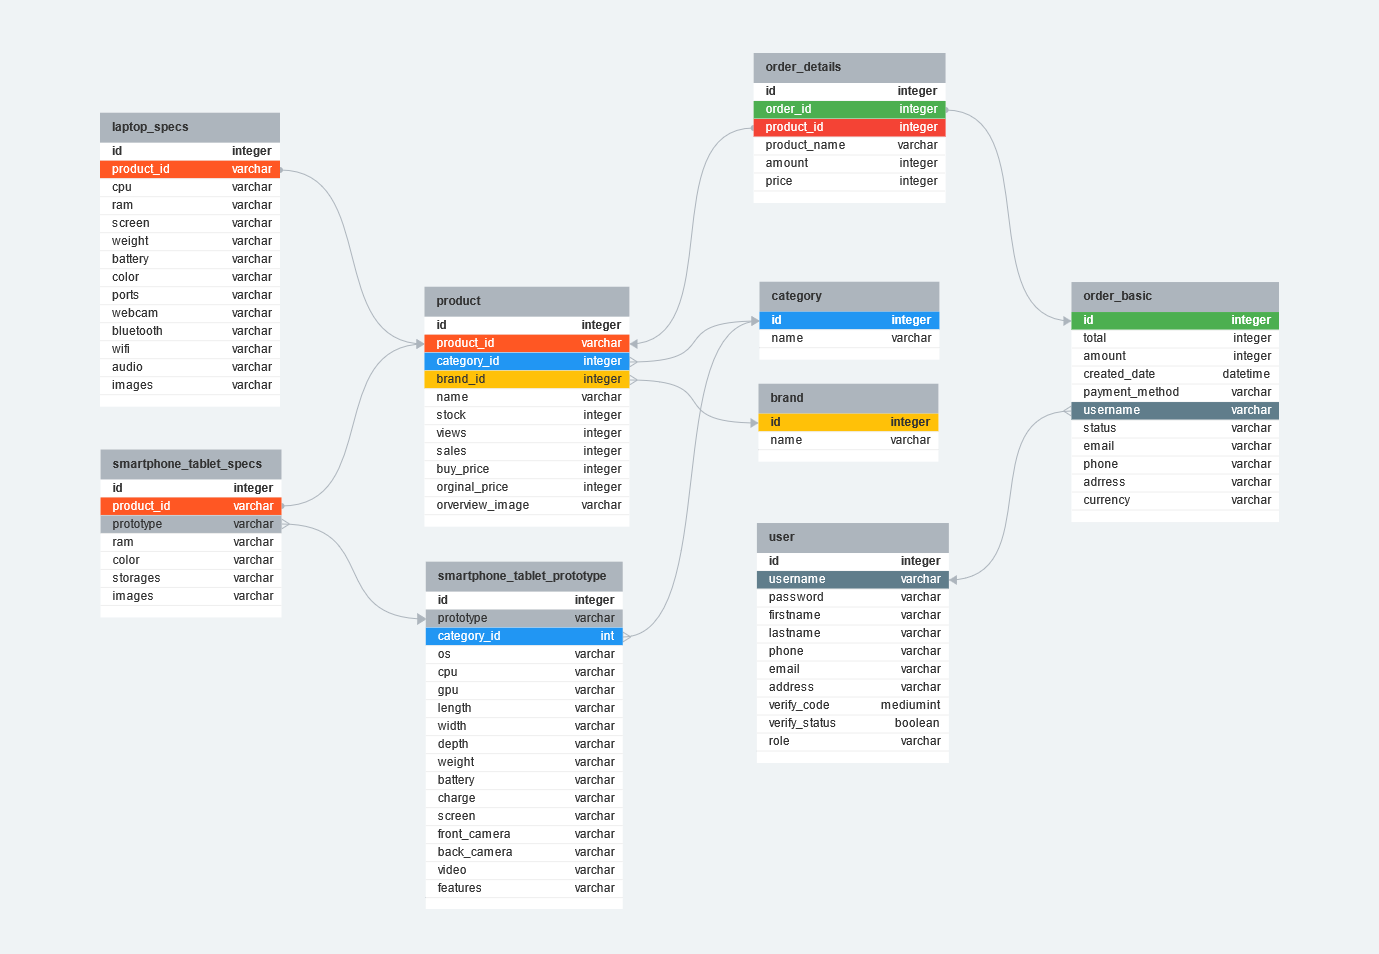 order_details
id integer
order_id integer
product_id integer
product_name varchar
amount integer
price integer
laptop_specs
id integer
product_id varchar
cpu varchar
ram varchar
screen varchar
weight varchar
battery varchar
color varchar
ports varchar
webcam varchar
bluetooth varchar
wifi varchar
audio varchar
images varchar
product
id integer
product_id varchar
category_id integer
brand_id integer
name varchar
stock integer
views integer
sales integer
buy_price integer
orginal_price integer
orverview_image varchar
category
id integer
name varchar
brand
id integer
name varchar
order_basic
id integer
total integer
amount integer
created_date datetime
payment_method varchar
username varchar
status varchar
email varchar
phone varchar
adrress varchar
currency varchar
smartphone_tablet_specs
id integer
product_id varchar
prototype varchar
ram varchar
color varchar
storages varchar
images varchar
smartphone_tablet_prototype
id integer
prototype varchar
category_id int
os varchar
cpu varchar
gpu varchar
length varchar
width varchar
depth varchar
weight varchar
battery varchar
charge varchar
screen varchar
front_camera varchar
back_camera varchar
video varchar
features varchar
user
id integer
username varchar
password varchar
firstname varchar
lastname varchar
phone varchar
email varchar
address varchar
verify_code mediumint
verify_status boolean
role varchar